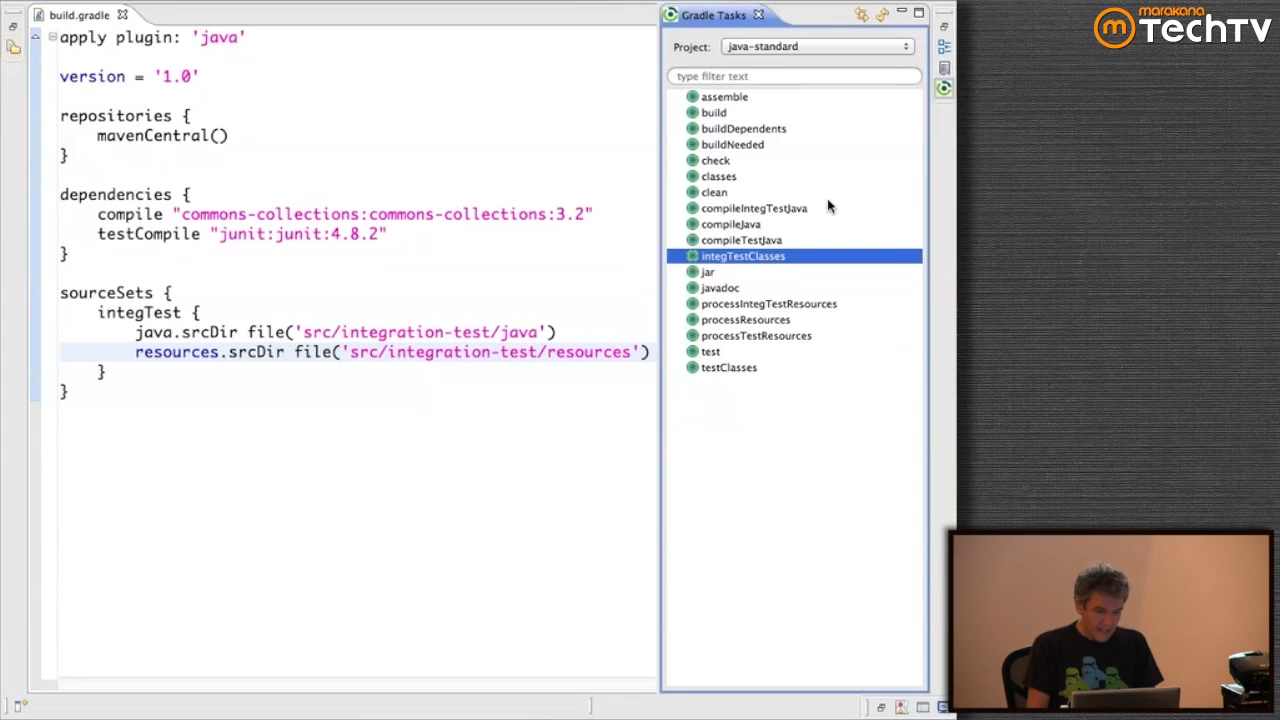 build.gradle
apply plugin: 'java'
version = '1.0'
repositories {
mavenCentral()
}
dependencies {
compile "commons-collections:commons-collections:3.2"
testCompile "junit:junit:4.8.2"
}
sourceSets {
integTest {
java.srcDir file('src/integration-test/java')
resources.srcDir file('src/integration-test/resources')
}
}
Gradle Tasks
Project: java-standard
type filter text
assemble
build
buildDependents
buildNeeded
check
classes
clean
compileIntegTestJava
compileJava
compileTestJava
integTestClasses
jar
javadoc
processIntegTestResources
processResources
processTestResources
test
testClasses
marakana
TechTV